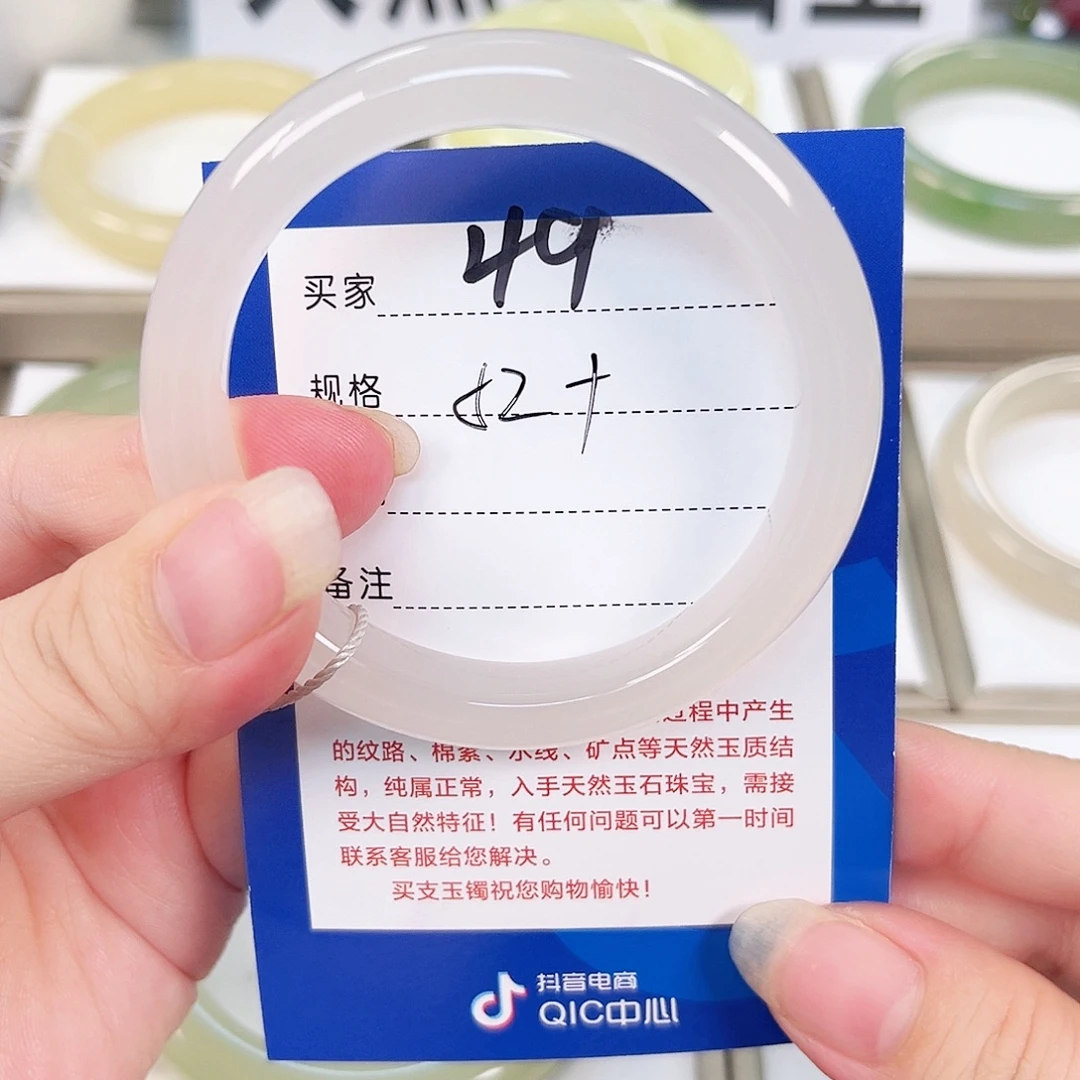 买家 49
规格 52+
备注
过程中产生
的纹路、棉絮、水线、矿点等天然玉质结
构，纯属正常，入手天然玉石珠宝，需接
受大自然特征！有任何问题可以第一时间
联系客服给您解决。
买支玉镯祝您购物愉快！
抖音电商
QIC中心